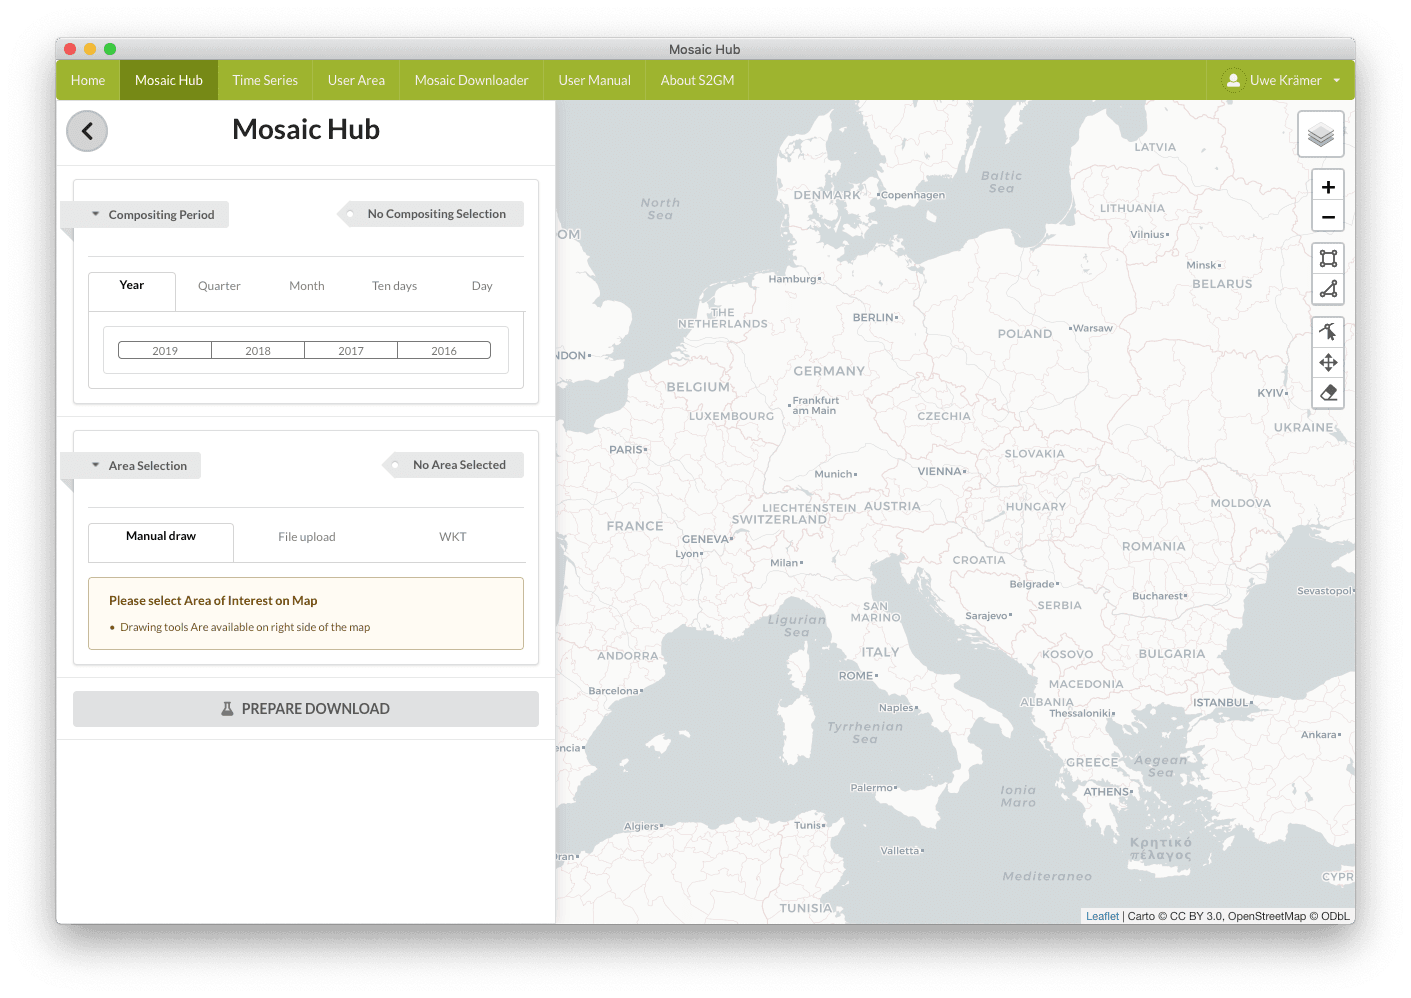 Mosaic Hub
Home Mosaic Hub Time Series User Area Mosaic Downloader User Manual About S2GM Uwe Krämer
Mosaic Hub
Compositing Period No Compositing Selection
Year Quarter Month Ten days Day
2019 2018 2017 2016
Area Selection No Area Selected
Manual draw File upload WKT
Please select Area of Interest on Map
Drawing tools Are available on right side of the map
PREPARE DOWNLOAD
LATVIA
Baltic
Sea
DENMARK
Copenhagen
North
Sea
LITHUANIA
OM
Vilnius
Minsk
Hamburg
BELARUS
THE
NETHERLANDS
BERLIN
POLAND
Warsaw
NDON
GERMANY
BELGIUM
KYIV
Frankfurt
am Main
LUXEMBOURG
CZECHIA
UKRAINE
PARIS
SLOVAKIA
Munich
VIENNA
MOLDOVA
LIECHTENSTEIN
AUSTRIA
HUNGARY
SWITZERLAND
FRANCE
GENEVA
ROMANIA
Lyon
Milan
CROATIA
Belgrade
Sevastopol
Bucharest
SERBIA
SAN
MARINO
Sarajevo
Ligurian
Sea
ITALY
ANDORRA
KOSOVO
BULGARIA
ROME
MACEDONIA
Barcelona
ALBANIA
ISTANBUL
Naples
Thessaloniki
Tyrrhenian
Sea
Ankara
encia
GREECE
Aegean
Sea
Palermo
Ionia
Maro
ATHENS
Algiers
Tunis
Κρητικό
πέλαγος
Valletta
Oran
Mediteraneo
CYPR
TUNISIA
Leaflet | Carto © CC BY 3.0, OpenStreetMap © ODbL